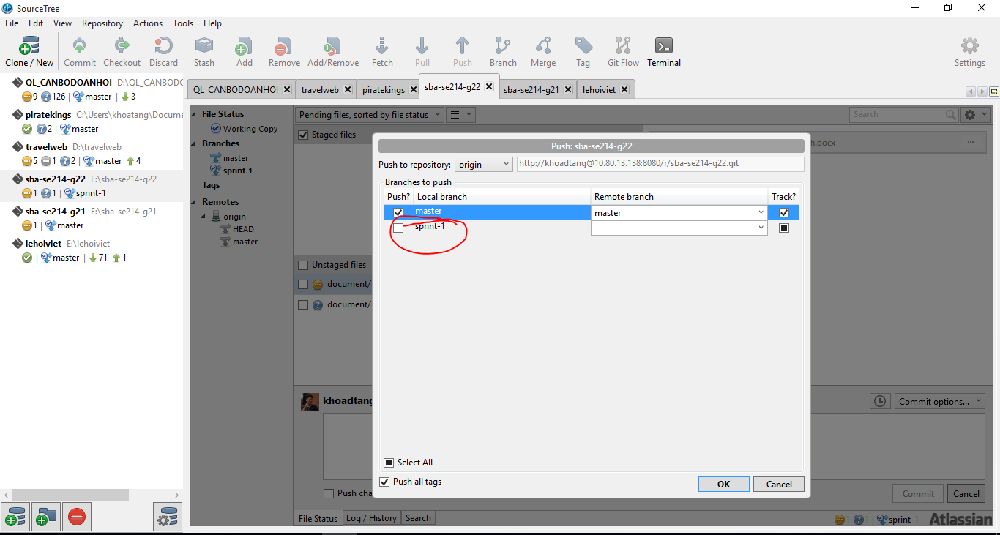 SourceTree
File Edit View Repository Actions Tools Help
Clone / New Commit Checkout Discard Stash Add Remove Add/Remove Fetch Pull Push Branch Merge Tag Git Flow Terminal Settings
QL_CANBODOANHOI D:\QL_CANBODO
9 126 | master | 3
piratekings C:\Users\khoatang\Docume
2 | master
travelweb D:\travelweb
5 1 2 | master 4
sba-se214-g22 E:\sba-se214-g22
1 1 | sprint-1
sba-se214-g21 E:\sba-se214-g21
1 | master
lehoiviet E:\lehoiviet
| master | 71 1
QL_CANBODOANHOI travelweb piratekings sba-se214-g22 sba-se214-g21 lehoiviet
File Status
Working Copy
Branches
master
sprint-1
Tags
Remotes
origin
HEAD
master
Pending files, sorted by file status
Search
Staged files
h.docx
Unstaged files
document/
document/
Push: sba-se214-g22
Push to repository: origin http://khoadtang@10.80.13.138:8080/r/sba-se214-g22.git
Branches to push
Push? Local branch Remote branch Track?
master master
sprint-1
Select All
Push all tags
OK Cancel
khoadtang
Commit options...
Push cha
Commit Cancel
File Status Log / History Search
1 1 | sprint-1 Atlassian